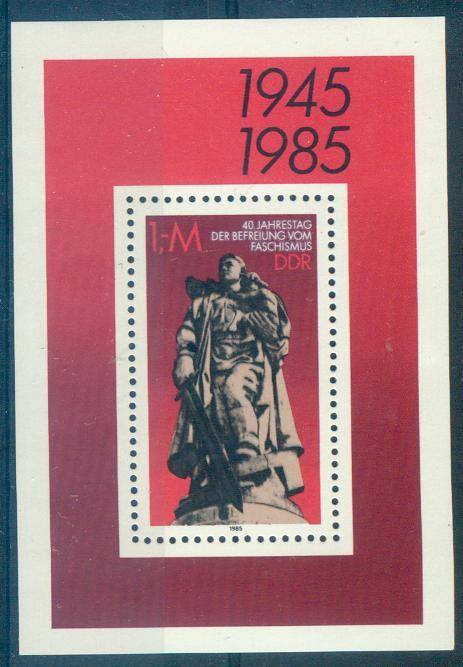 1945
1985
1,-M
40. JAHRESTAG
DER BEFREIUNG VOM
FASCHISMUS
DDR
1985